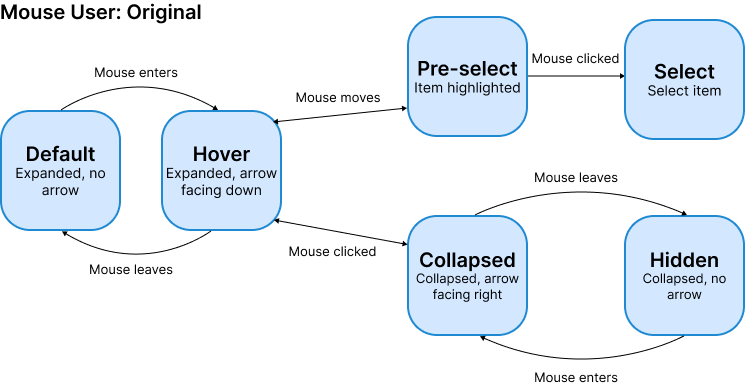 Mouse User: Original
Mouse enters
Default
Expanded, no
arrow
Hover
Expanded, arrow
facing down
Mouse leaves
Mouse moves
Pre-select
Item highlighted
Mouse clicked
Select
Select item
Mouse clicked
Mouse leaves
Collapsed
Collapsed, arrow
facing right
Hidden
Collapsed, no
arrow
Mouse enters